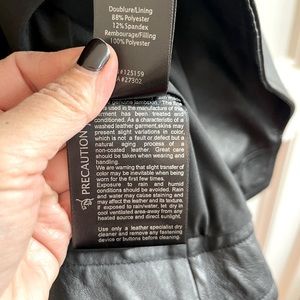 Doublure/Lining
88% Polyester
12% Spandex
Rembourrage/Filling
100% Polyester
#125159
A#27302
PRECAUTION
genuine lambskin. The
used in the manufacture of this
garment has been treated and
conditioned. As a characteristic of a
washed leather garment,skins may
present slight variations in color,
which is not a fault or defect but a
natural aging process of a
non-coated leather. Great care
should be taken when wearing and
handling.
We are warning that slight transfer of
color may be inevitable when being
worn for the first few times.
Exposure to rain and humid
conditions should be avoided. Rain
and water may cause staining and
may affect the leather and its texture.
if exposed to rain/water, let dry in
cool ventilated area-away from any
heated source and direct sunlight.
Use only a leather specialist dry
cleaner and remove any fastening
device or buttons before cleaning.